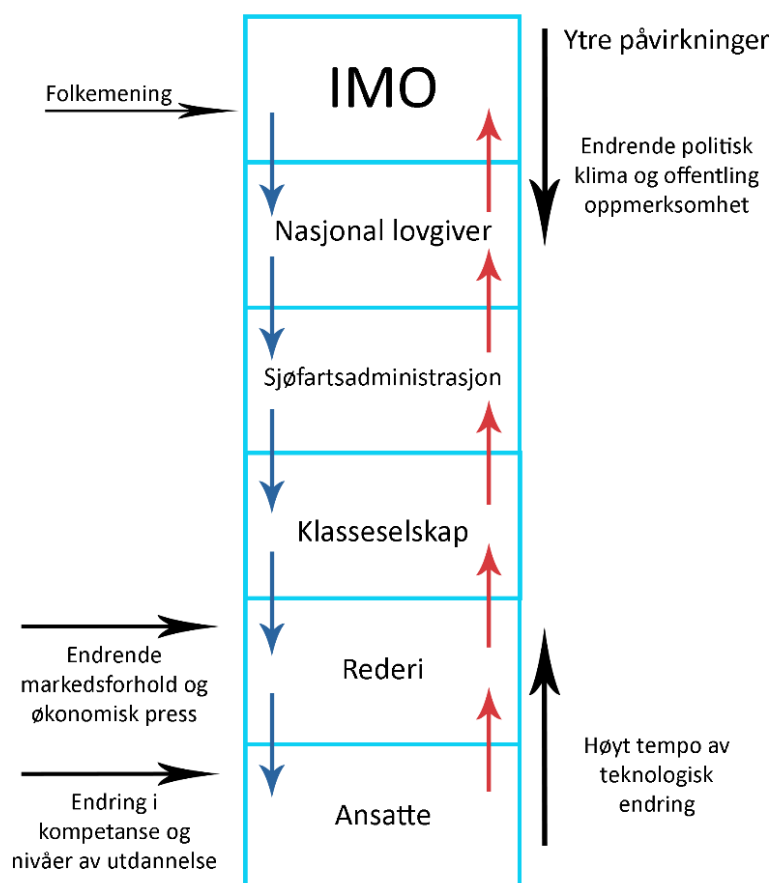 Ytre påvirkninger
IMO
Folkemening
Endrende politisk
klima og offentling
oppmerksomhet
Nasjonal lovgiver
Sjøfartsadministrasjon
Klasseselskap
Endrende
markedsforhold og
økonomisk press
Rederi
Høyt tempo av
teknologisk
endring
Endring i
kompetanse og
nivåer av utdannelse
Ansatte